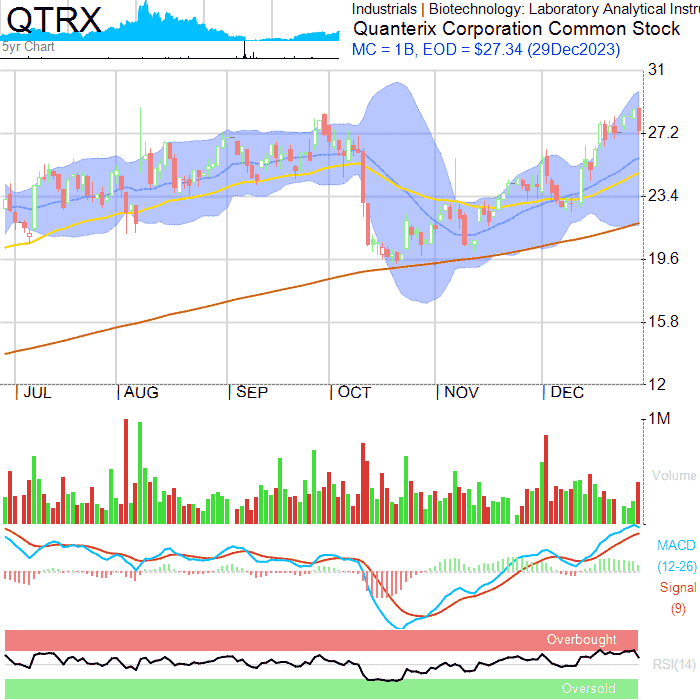 QTRX
5yr Chart
Industrials | Biotechnology: Laboratory Analytical Instru
Quanterix Corporation Common Stock
MC = 1B, EOD = $27.34 (29Dec2023)
31
27.2
23.4
19.6
15.8
12
JUL AUG SEP OCT NOV DEC
1M
Volume
MACD
(12-26)
Signal
(9)
Overbought
RSI(14)
Oversold